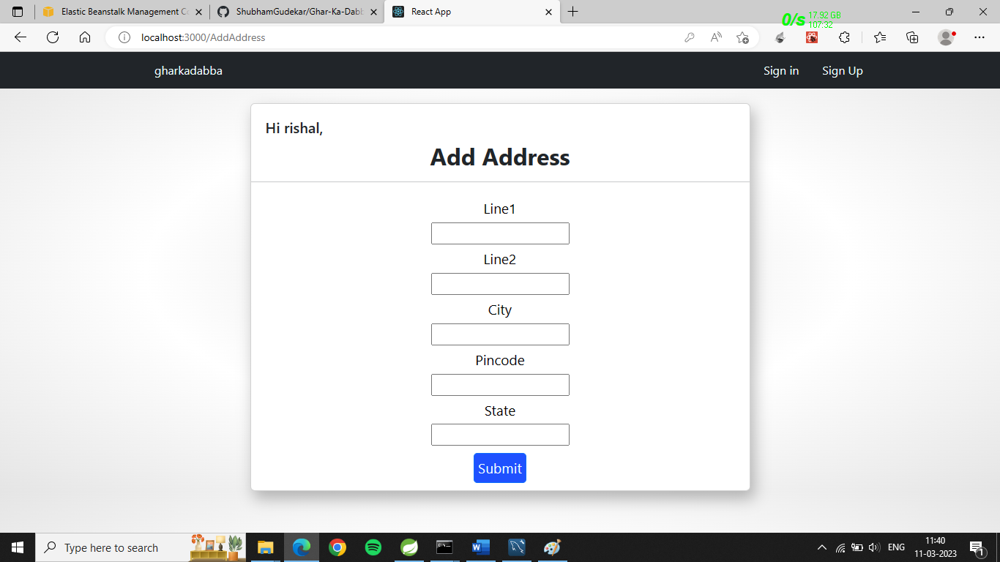 Elastic Beanstalk Management Co
ShubhamGudekar/Ghar-Ka-Dabb
React App
0/s
17.92 GB
107:32
localhost:3000/AddAddress
gharkadabba
Sign in
Sign Up
Hi rishal,
Add Address
Line1
Line2
City
Pincode
State
Submit
Type here to search
ENG
11:40
11-03-2023
1